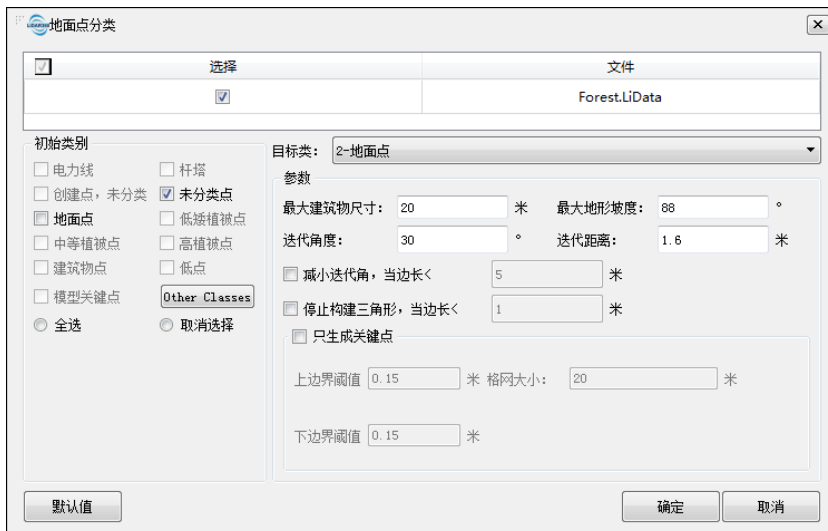 地面点分类
选择 文件
Forest.LiData
初始类别
电力线 杆塔
创建点，未分类 未分类点
地面点 低矮植被点
中等植被点 高植被点
建筑物点 低点
模型关键点 Other Classes
全选 取消选择
目标类： 2-地面点
参数
最大建筑物尺寸： 20 米 最大地形坡度： 88 °
迭代角度： 30 ° 迭代距离： 1.6 米
减小迭代角，当边长< 5 米
停止构建三角形，当边长< 1 米
只生成关键点
上边界阈值 0.15 米 格网大小： 20 米
下边界阈值 0.15 米
默认值 确定 取消